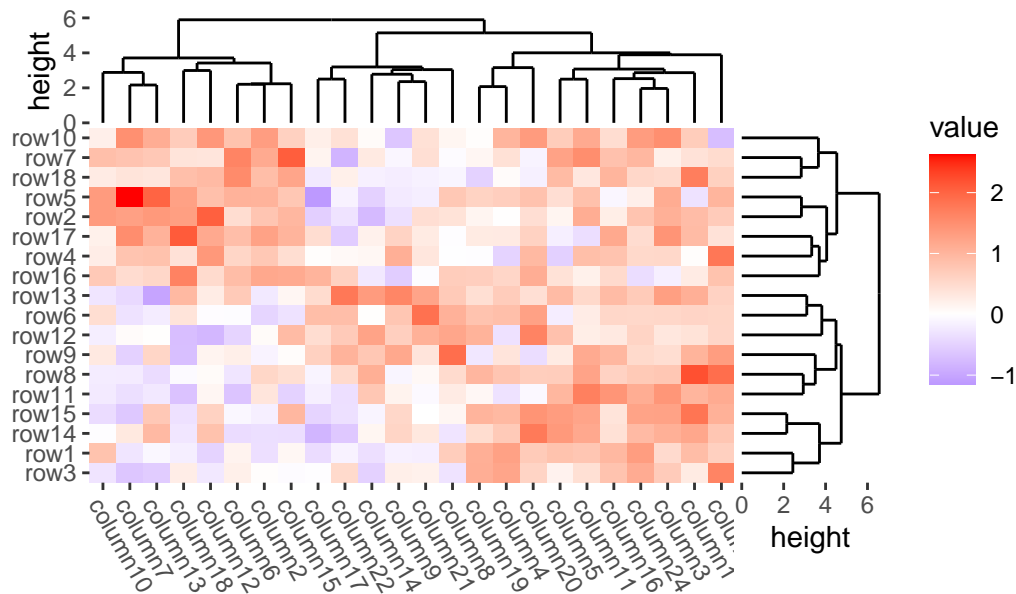 height
6
4
2
0
row10
row7
row18
row5
row2
row17
row4
row16
row13
row6
row12
row9
row8
row11
row15
row14
row1
row3
column10
column7
column13
column18
column12
column6
column2
column15
column17
column22
column14
column9
column21
column8
column19
column4
column20
column5
column11
column16
column24
column3
column1
0 2 4 6
height
value
2
1
0
−1